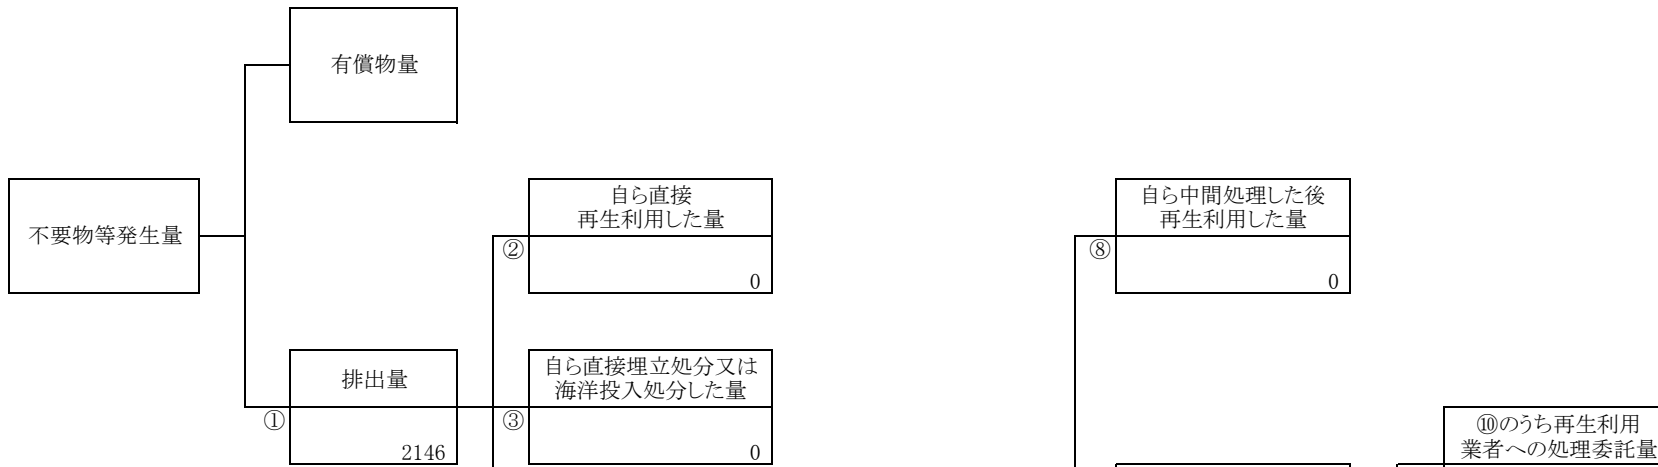 有償物量
不要物等発生量
自ら直接
再生利用した量
②
0
自ら中間処理した後
再生利用した量
⑧
0
排出量
①
2146
自ら直接埋立処分又は
海洋投入処分した量
③
0
⑩のうち再生利用
業者への処理委託量